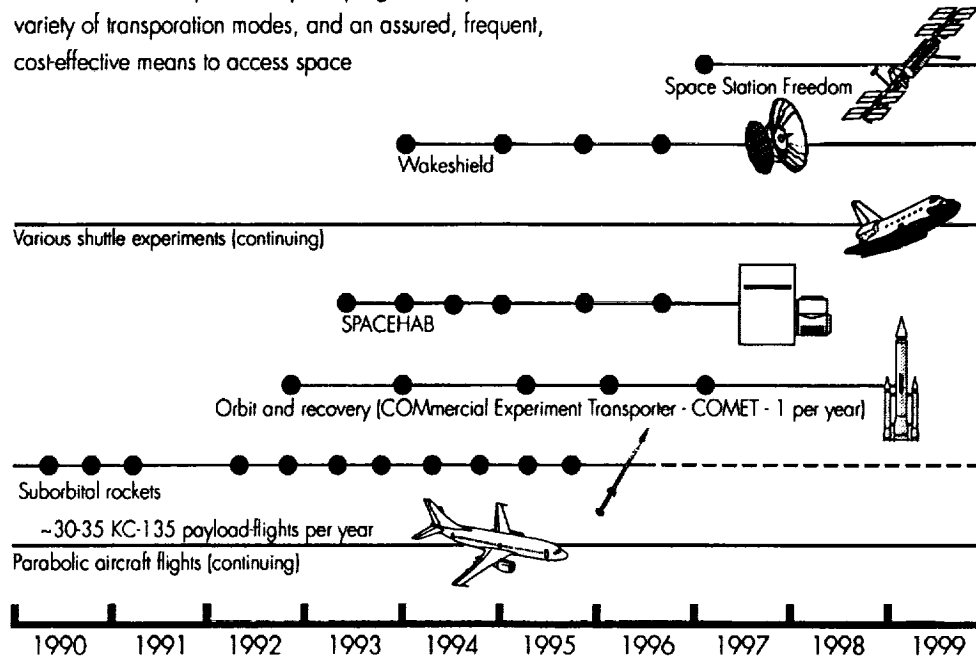 variety of transporation modes, and an assured, frequent,
cost-effective means to access space
Space Station Freedom
Wakeshield
Various shuttle experiments (continuing)
SPACEHAB
Orbit and recovery (COMmercial Experiment Transporter - COMET - 1 per year)
Suborbital rockets
~30-35 KC-135 payload-flights per year
Parabolic aircraft flights (continuing)
1990 1991 1992 1993 1994 1995 1996 1997 1998 1999